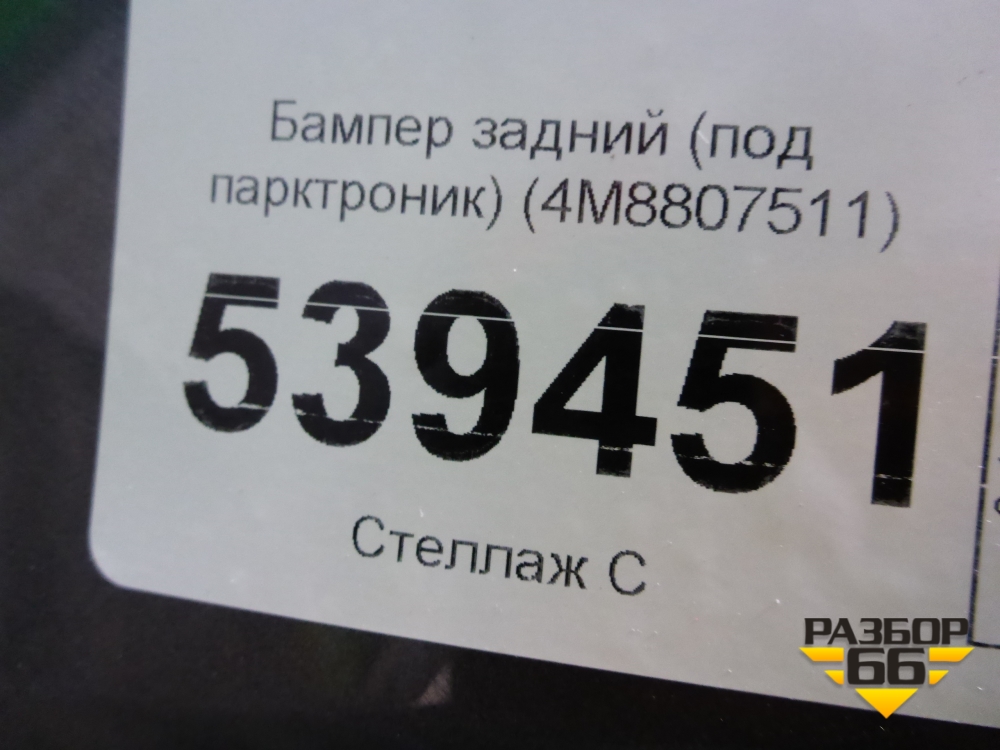 Бампер задний (под
парктроник) (4M8807511)
539451
Стеллаж С
РАЗБОР
66